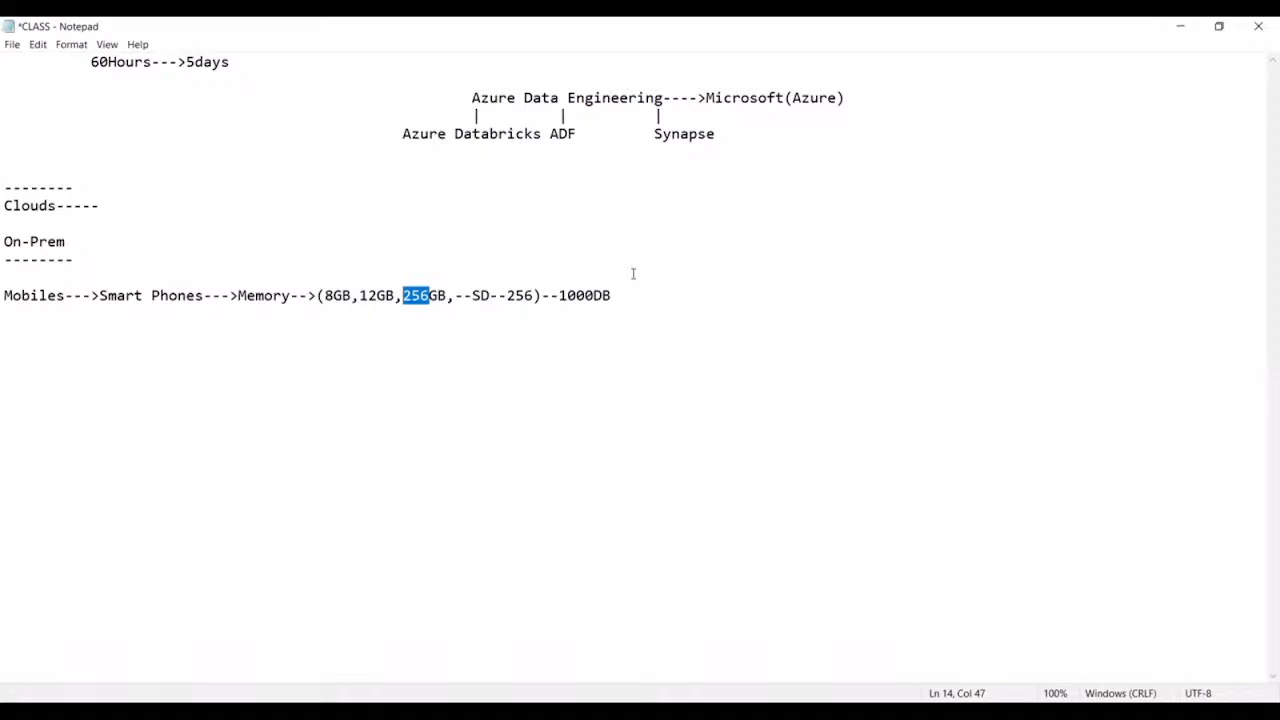 *CLASS - Notepad
File Edit Format View Help
60Hours--->5days
Azure Data Engineering---->Microsoft(Azure)
| | |
Azure Databricks ADF Synapse
--------
Clouds-----
On-Prem
--------
Mobiles--->Smart Phones--->Memory-->(8GB,12GB,256GB,--SD--256)--1000DB
Ln 14, Col 47 100% Windows (CRLF) UTF-8